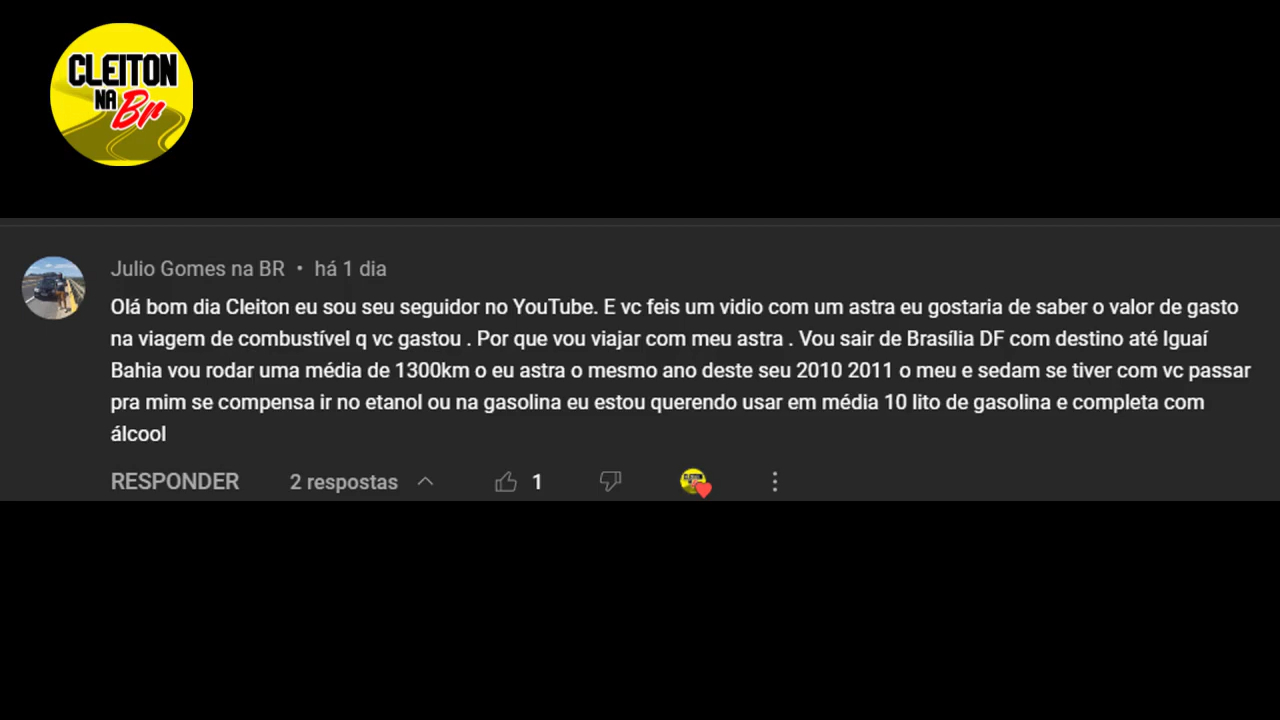 CLEITON
NA Br
Julio Gomes na BR • há 1 dia
Olá bom dia Cleiton eu sou seu seguidor no YouTube. E vc feis um vidio com um astra eu gostaria de saber o valor de gasto
na viagem de combustível q vc gastou . Por que vou viajar com meu astra . Vou sair de Brasília DF com destino até Iguaí
Bahia vou rodar uma média de 1300km o eu astra o mesmo ano deste seu 2010 2011 o meu e sedam se tiver com vc passar
pra mim se compensa ir no etanol ou na gasolina eu estou querendo usar em média 10 lito de gasolina e completa com
álcool
RESPONDER 2 respostas 1